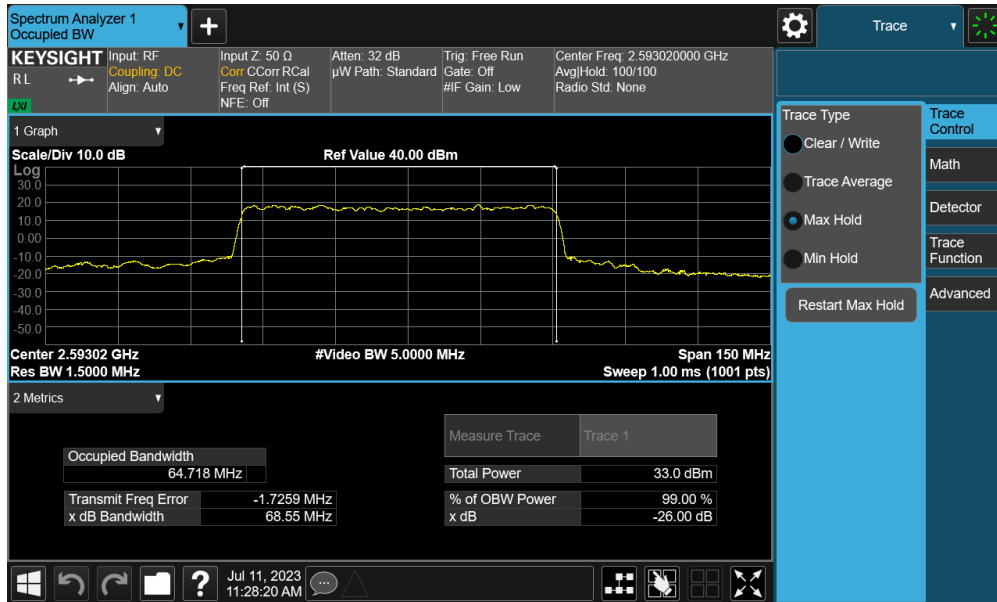 Spectrum Analyzer 1
Occupied BW
+
Trace
KEYSIGHT
R L
LXI
Input: RF
Coupling: DC
Align: Auto
Input Z: 50 Ω
Corr CCorr RCal
Freq Ref: Int (S)
NFE: Off
Atten: 32 dB
µW Path: Standard
Trig: Free Run
Gate: Off
#IF Gain: Low
Center Freq: 2.593020000 GHz
Avg|Hold: 100/100
Radio Std: None
1 Graph
Scale/Div 10.0 dB
Ref Value 40.00 dBm
Log
30.0
20.0
10.0
0.00
-10.0
-20.0
-30.0
-40.0
-50.0
Center 2.59302 GHz
#Video BW 5.0000 MHz
Span 150 MHz
Res BW 1.5000 MHz
Sweep 1.00 ms (1001 pts)
2 Metrics
Measure Trace
Trace 1
Occupied Bandwidth
64.718 MHz
Total Power
33.0 dBm
Transmit Freq Error
-1.7259 MHz
% of OBW Power
99.00 %
x dB Bandwidth
68.55 MHz
x dB
-26.00 dB
Trace Type
Clear / Write
Trace Average
Max Hold
Min Hold
Restart Max Hold
Trace
Control
Math
Detector
Trace
Function
Advanced
?
Jul 11, 2023
11:28:20 AM